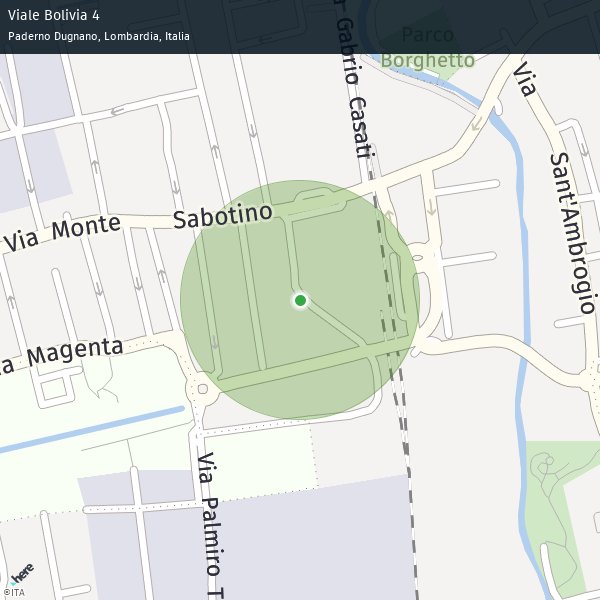 Viale Bolivia 4
Paderno Dugnano, Lombardia, Italia
Gabrio Casati
Parco
Borghetto
Via
Sant'Ambrogio
Via Monte Sabotino
Magenta
Via Palmiro T
here
©ITA